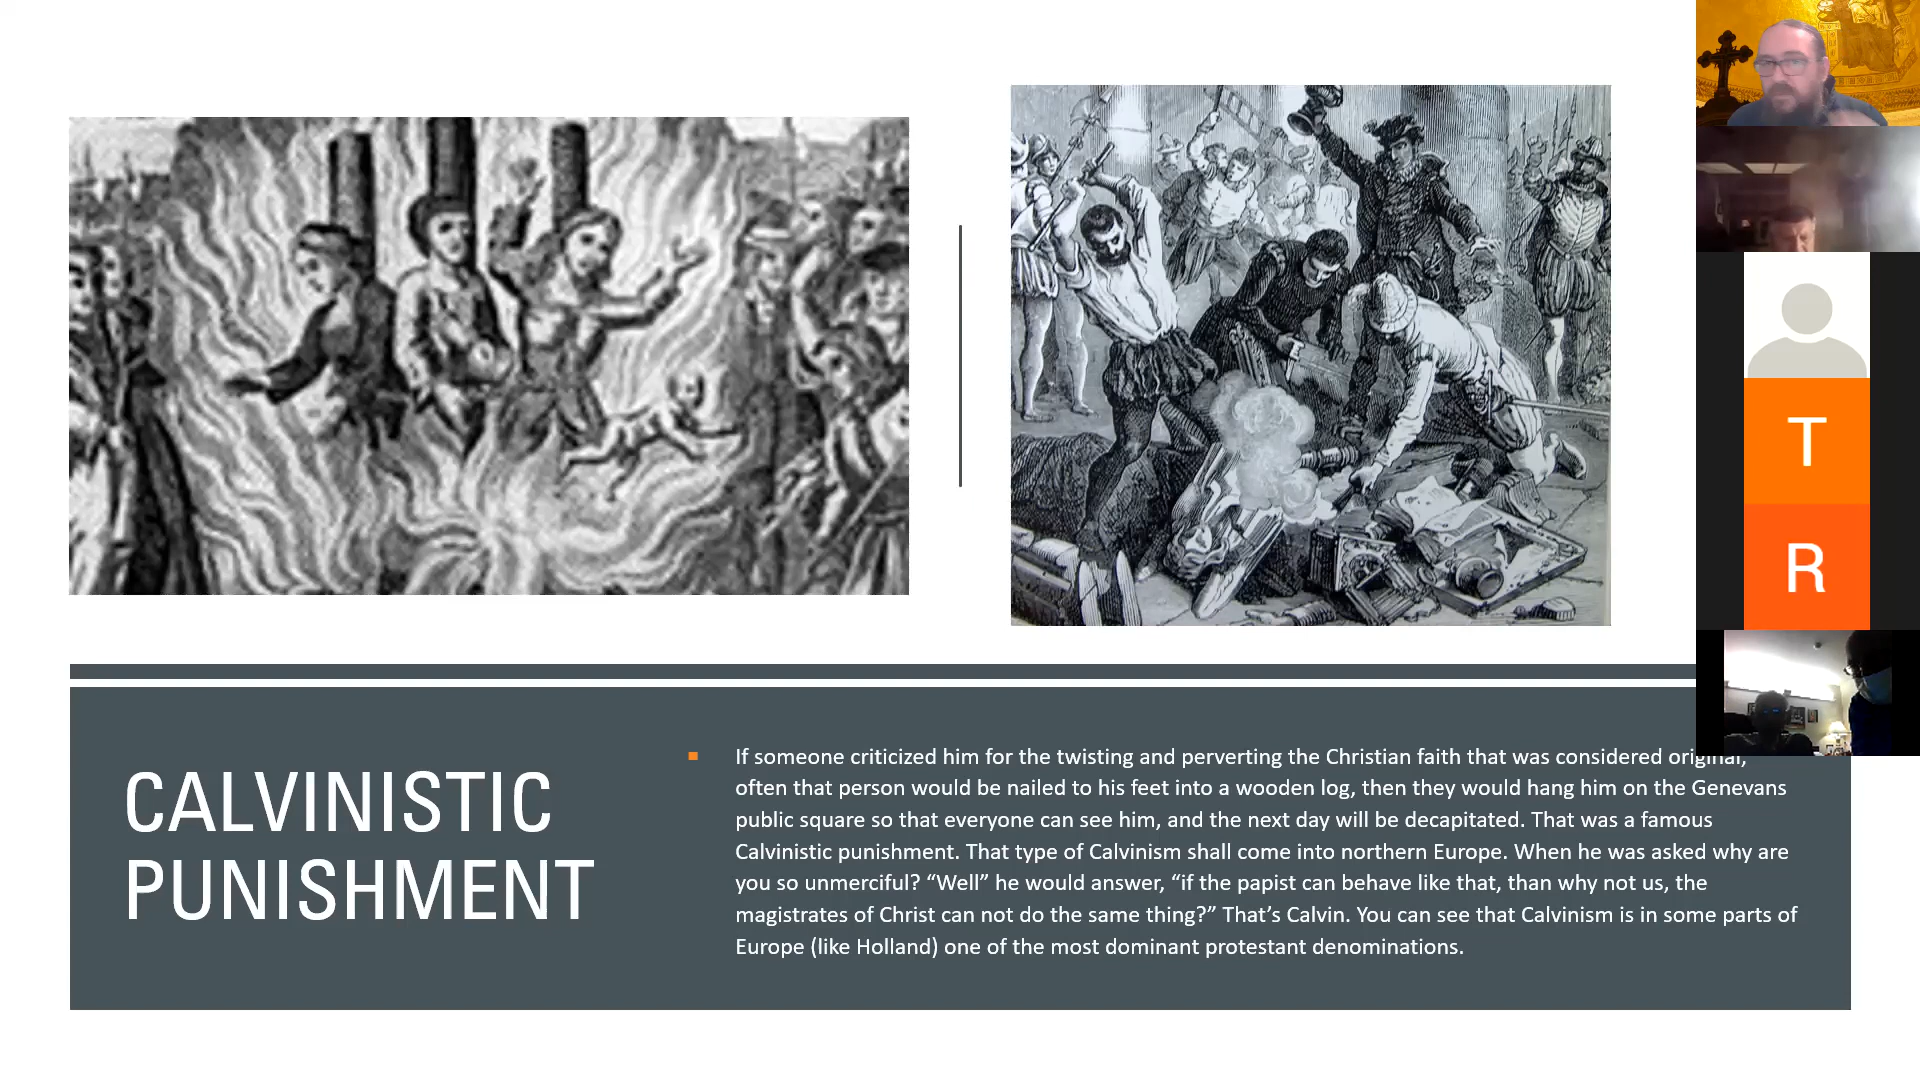 T
R
CALVINISTIC
PUNISHMENT
If someone criticized him for the twisting and perverting the Christian faith that was considered original,
often that person would be nailed to his feet into a wooden log, then they would hang him on the Genevans
public square so that everyone can see him, and the next day will be decapitated. That was a famous
Calvinistic punishment. That type of Calvinism shall come into northern Europe. When he was asked why are
you so unmerciful? “Well” he would answer, “if the papist can behave like that, than why not us, the
magistrates of Christ can not do the same thing?” That’s Calvin. You can see that Calvinism is in some parts of
Europe (like Holland) one of the most dominant protestant denominations.